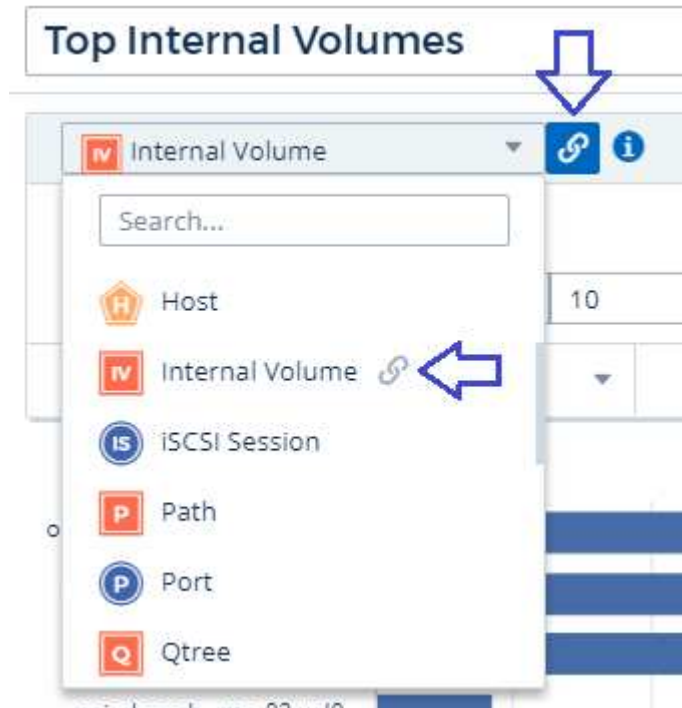 Top Internal Volumes
IV Internal Volume i
Search...
H Host
10
IV Internal Volume
IS iSCSI Session
P Path
o
P Port
Q Qtree